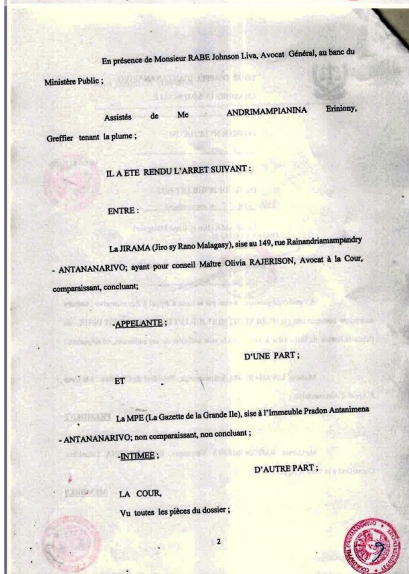 En présence de Monsieur RABE Johnson Liva, Avocat Général, au banc du
Ministère Public ;
Assistés de Me ANDRIMAMPIANINA Eriniony,
Greffier tenant la plume ;
IL A ETE RENDU L'ARRET SUIVANT :
ENTRE :
La JIRAMA (Jiro sy Rano Malagasy), sise au 149, rue Rainandriamampandry
- ANTANANARIVO; ayant pour conseil Maître Olivia RAJERISON, Avocat à la Cour,
comparaissant, concluant;
-APPELANTE ;
D'UNE PART ;
ET
La MPE (La Gazette de la Grande Ile), sise à l'Immeuble Pradon Antanimena
- ANTANANARIVO; non comparaissant, non concluant ;
-INTIMEE ;
D'AUTRE PART ;
LA COUR,
Vu toutes les pièces du dossier ;
2